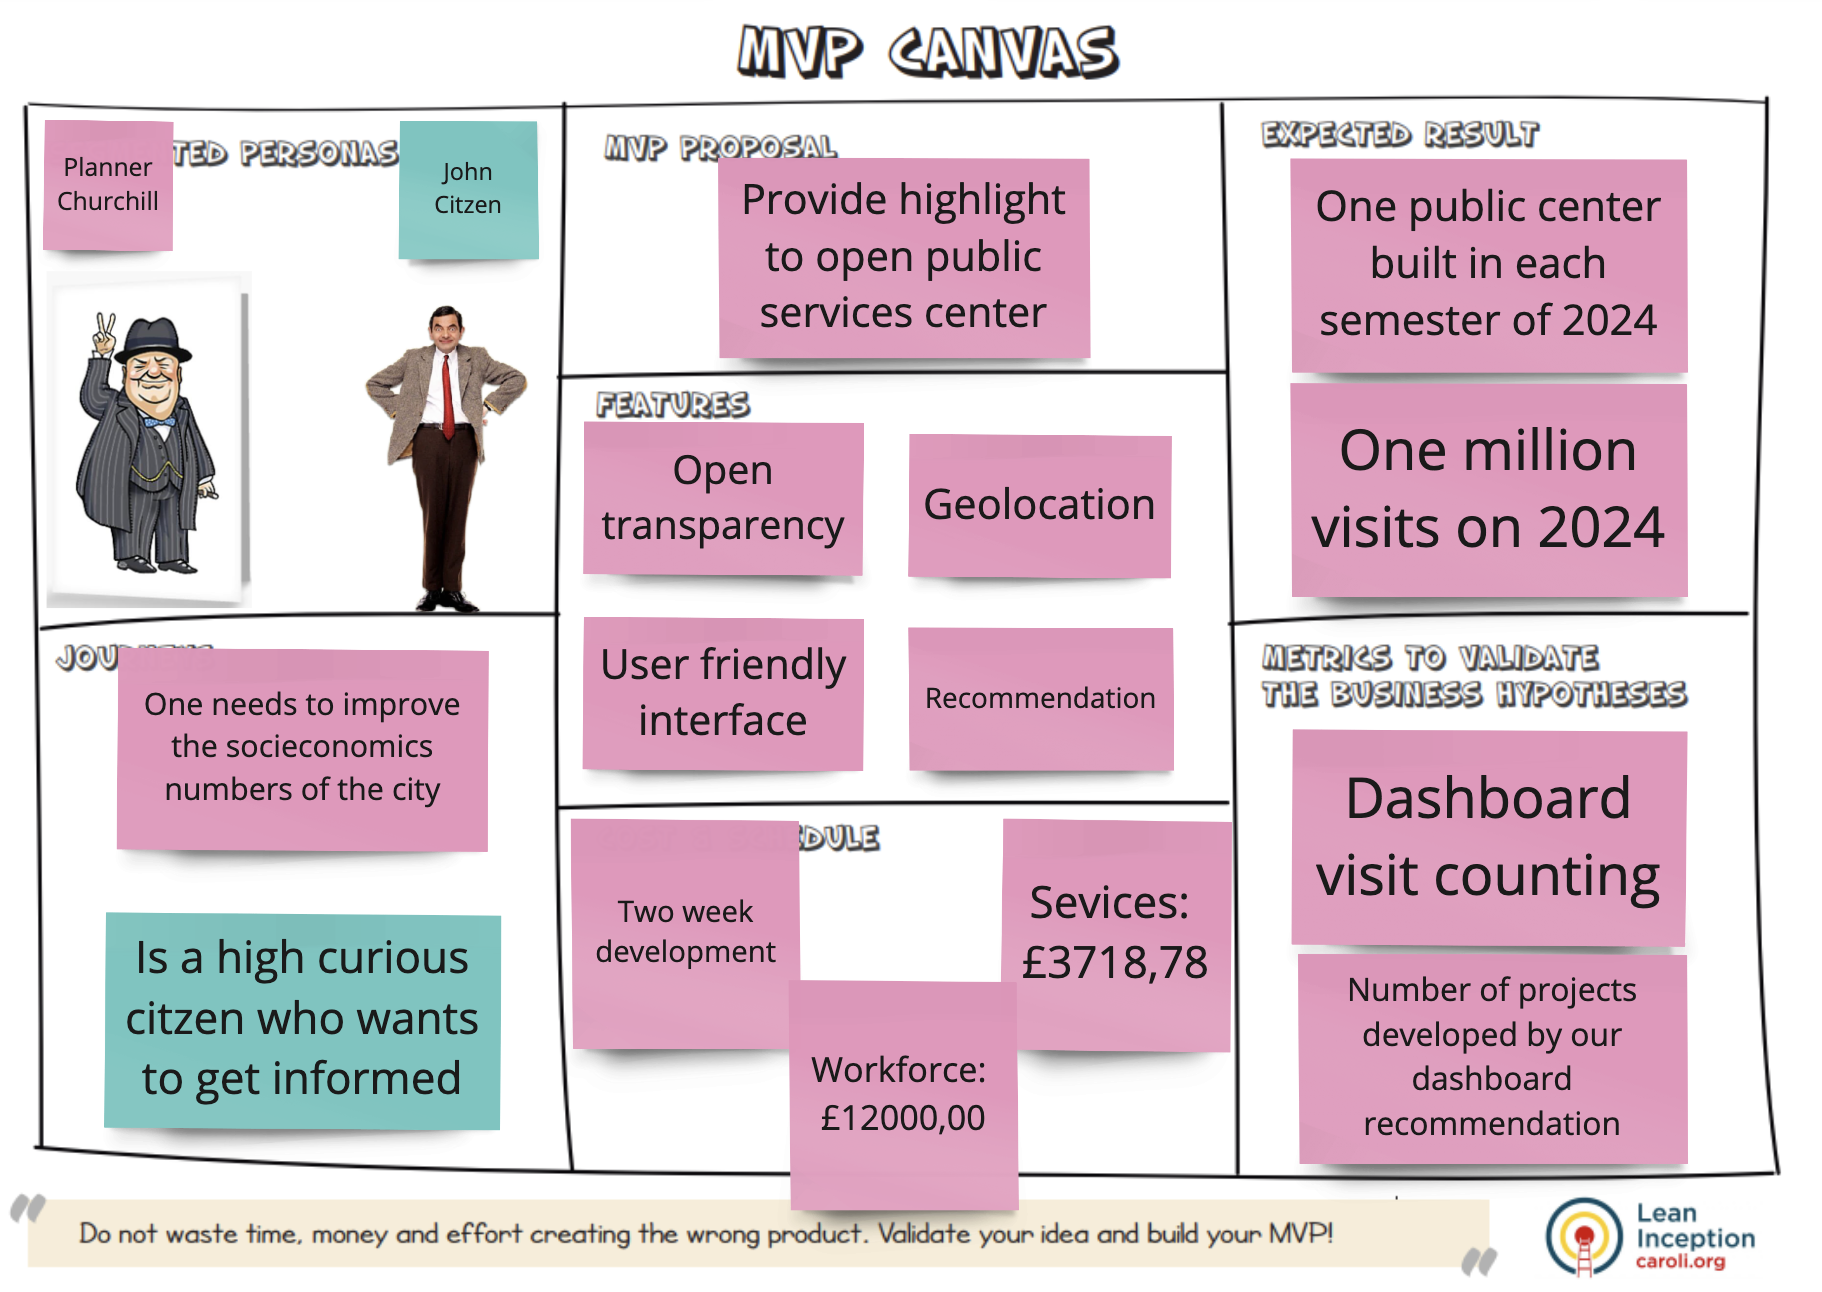 MVP CANVAS
TED PERSONAS
Planner
Churchill
John
Citzen
MVP PROPOSAL
Provide highlight
to open public
services center
EXPECTED RESULT
One public center
built in each
semester of 2024
One million
visits on 2024
FEATURES
Open
transparency
Geolocation
User friendly
interface
Recommendation
JOURNEYS
One needs to improve
the socieconomics
numbers of the city
Is a high curious
citzen who wants
to get informed
COST & SCHEDULE
Two week
development
Sevices:
£3718,78
Workforce:
£12000,00
METRICS TO VALIDATE
THE BUSINESS HYPOTHESES
Dashboard
visit counting
Number of projects
developed by our
dashboard
recommendation
Do not waste time, money and effort creating the wrong product. Validate your idea and build your MVP!
Lean
Inception
caroli.org